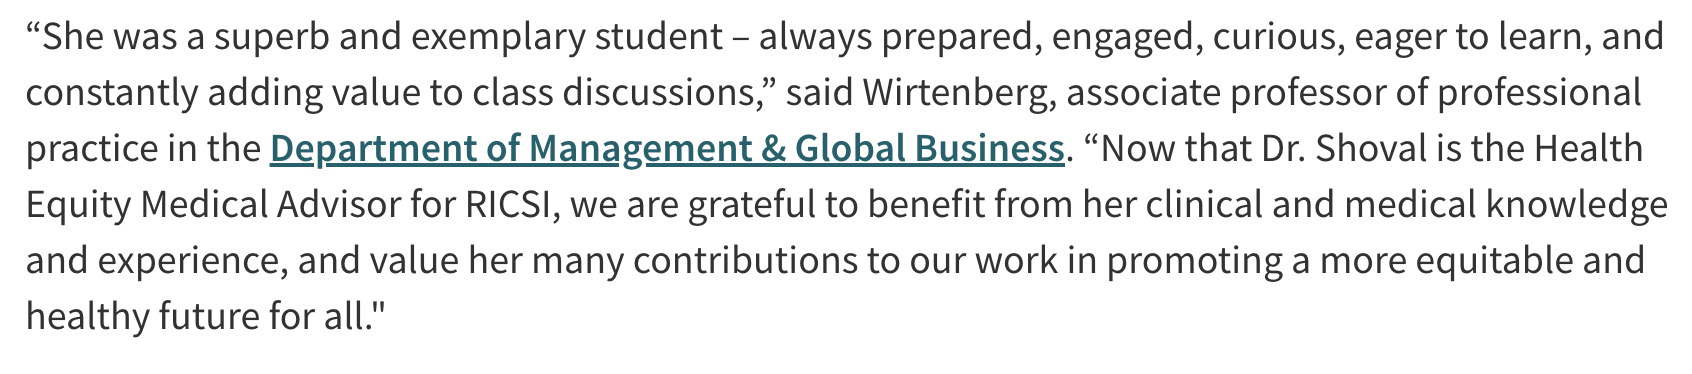 “She was a superb and exemplary student – always prepared, engaged, curious, eager to learn, and
constantly adding value to class discussions,” said Wirtenberg, associate professor of professional
practice in the Department of Management & Global Business. “Now that Dr. Shoval is the Health
Equity Medical Advisor for RICSI, we are grateful to benefit from her clinical and medical knowledge
and experience, and value her many contributions to our work in promoting a more equitable and
healthy future for all."